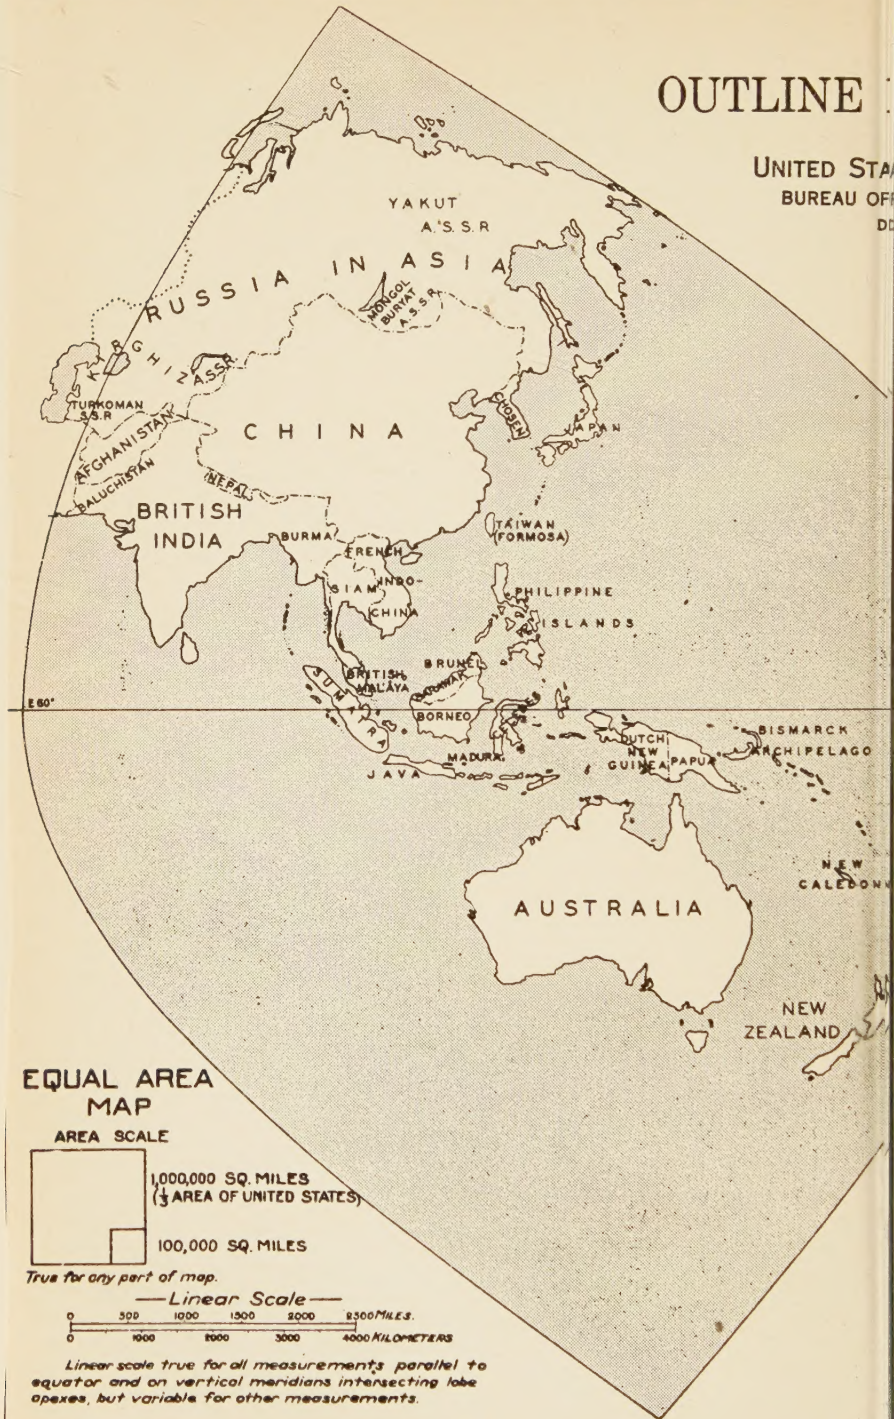 OUTLINE
UNITED STA
BUREAU OF
YAKUT
A. S. S. R
RUSSIA IN ASIA
MONGOL
BURYAT
A. S. S. R.
KIRGHIZ A.S.S.R.
TURKOMAN
S.S.R
AFGHANISTAN
BALUCHISTAN
CHINA
NEPAL
CHOSEN
JAPAN
BRITISH
INDIA
BURMA
FRENCH
INDO-
CHINA
SIAM
TAIWAN
(FORMOSA)
PHILIPPINE
ISLANDS
BRITISH
MALAYA
BRUNEI
SARAWAK
SUMATRA
BORNEO
E 60°
MADURA
JAVA
DUTCH
NEW
GUINEA
PAPUA
BISMARCK
ARCHIPELAGO
NEW
CALEDON
AUSTRALIA
NEW
ZEALAND
EQUAL AREA
MAP
AREA SCALE
1,000,000 SQ. MILES
(⅓ AREA OF UNITED STATES)
100,000 SQ. MILES
True for any part of map.
Linear Scale
0 500 1000 1500 2000 2500 MILES.
0 1000 2000 3000 4000 KILOMETERS
Linear scale true for all measurements parallel to
equator and on vertical meridians intersecting lobe
apexes, but variable for other measurements.